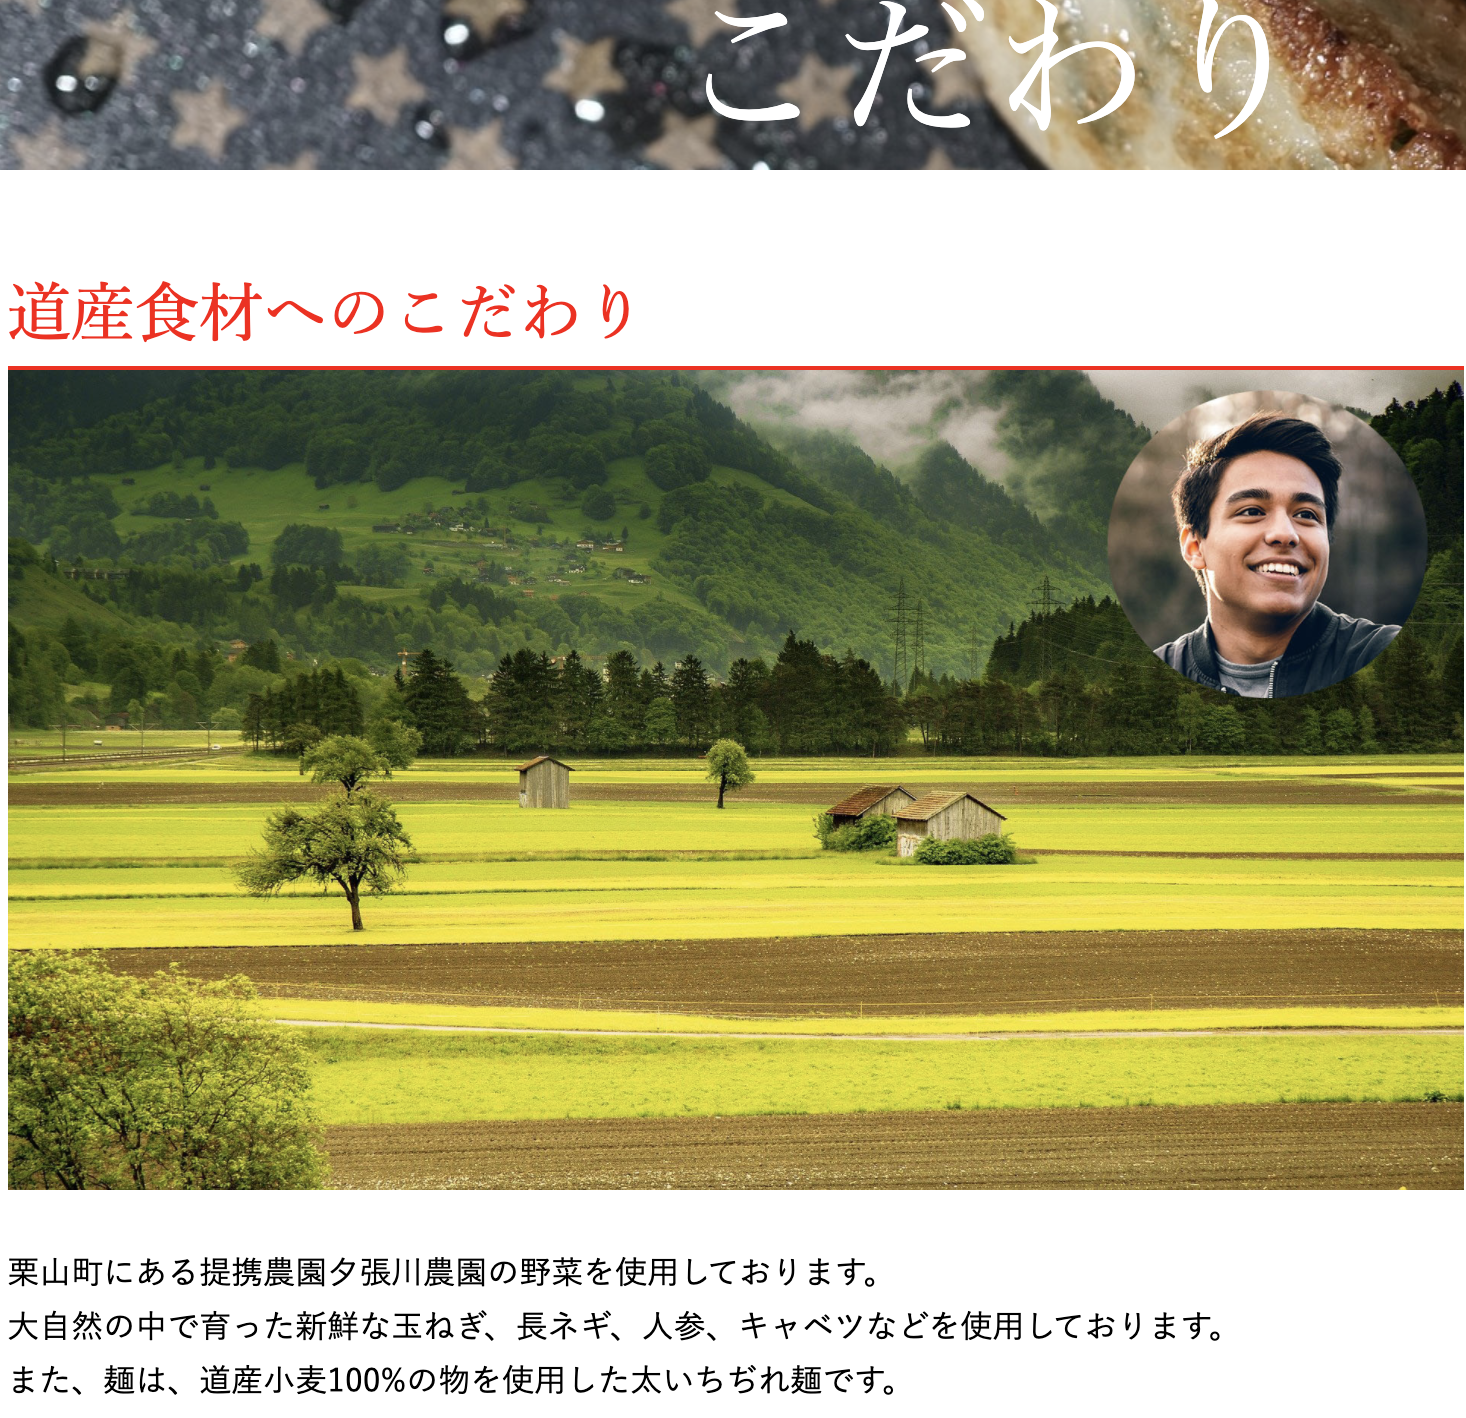 こだわり
道産食材へのこだわり
栗山町にある提携農園夕張川農園の野菜を使用しております。
大自然の中で育った新鮮な玉ねぎ、長ネギ、人参、キャベツなどを使用しております。
また、麺は、道産小麦100%の物を使用した太いちぢれ麺です。